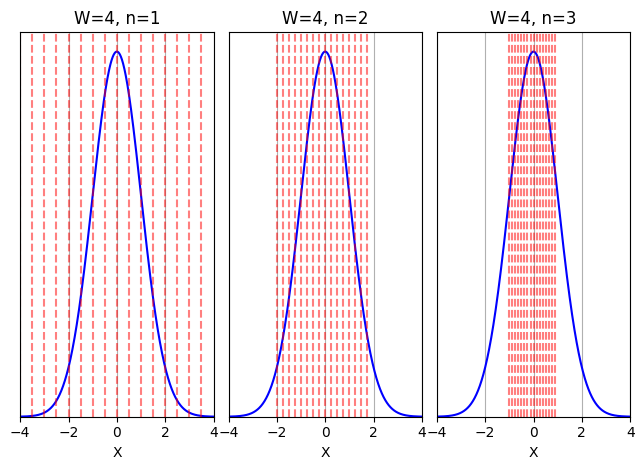 W=4, n=1 W=4, n=2 W=4, n=3
−4 −2 0 2 4 −4 −2 0 2 4 −4 −2 0 2 4
X X X